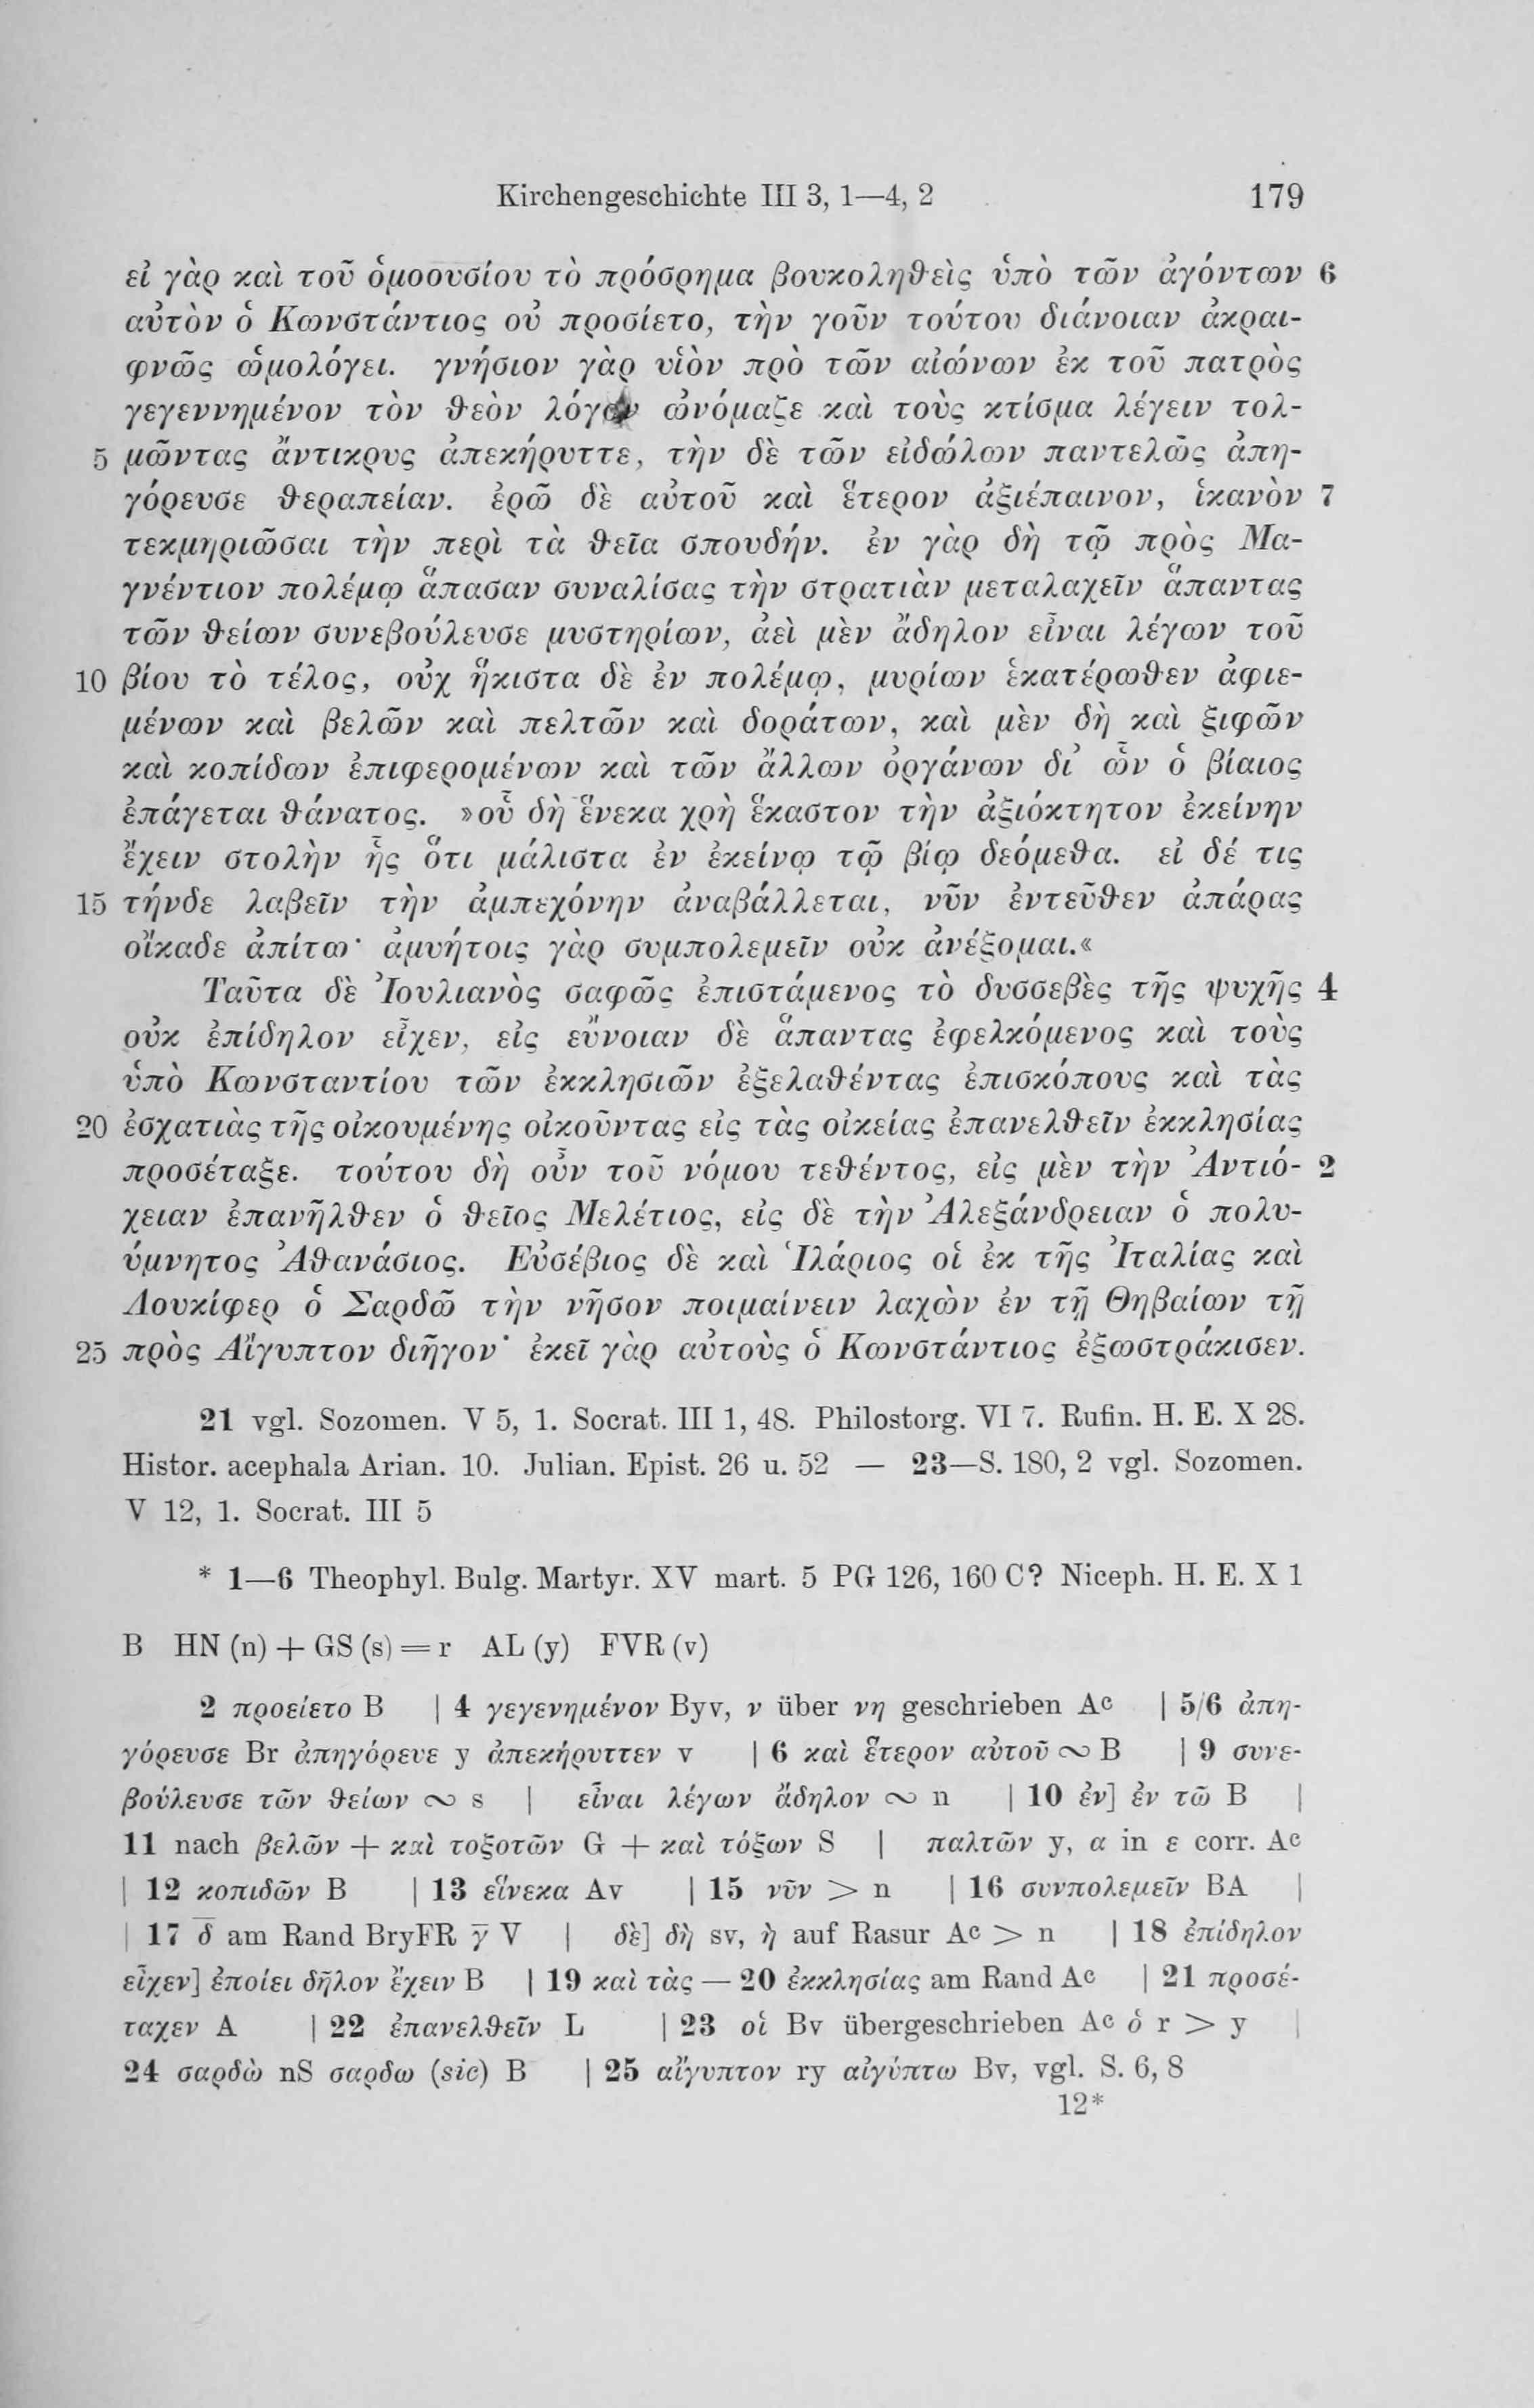 Kirchengeschichte III 3, 1—4, 2 179
εἰ γὰρ καὶ τοῦ ὁμοουσίου τὸ πρόσρημα βουκοληθεὶς ὑπὸ τῶν ἀγόντων 6
αὐτὸν ὁ Κωνστάντιος οὐ προσίετο, τὴν γοῦν τούτου διάνοιαν ἀκραι-
φνῶς ὡμολόγει. γνήσιον γὰρ υἱὸν πρὸ τῶν αἰώνων ἐκ τοῦ πατρὸς
γεγεννημένον τὸν θεὸν λόγον ὠνόμαζε καὶ τοὺς κτίσμα λέγειν τολ-
5 μῶντας ἄντικρυς ἀπεκήρυττε, τὴν δὲ τῶν εἰδώλων παντελῶς ἀπη-
γόρευσε θεραπείαν. ἐρῶ δὲ αὐτοῦ καὶ ἕτερον ἀξιέπαινον, ἱκανὸν 7
τεκμηριῶσαι τὴν περὶ τὰ θεῖα σπουδήν. ἐν γὰρ δὴ τῷ πρὸς Μα-
γνέντιον πολέμῳ ἅπασαν συναλίσας τὴν στρατιὰν μεταλαχεῖν ἅπαντας
τῶν θείων συνεβούλευσε μυστηρίων, ἀεὶ μὲν ἄδηλον εἶναι λέγων τοῦ
10 βίου τὸ τέλος, οὐχ ἥκιστα δὲ ἐν πολέμῳ, μυρίων ἑκατέρωθεν ἀφιε-
μένων καὶ βελῶν καὶ πελτῶν καὶ δοράτων, καὶ μὲν δὴ καὶ ξιφῶν
καὶ κοπίδων ἐπιφερομένων καὶ τῶν ἄλλων ὀργάνων δι᾽ ὧν ὁ βίαιος
ἐπάγεται θάνατος. »οὗ δὴ ἕνεκα χρὴ ἕκαστον τὴν ἀξιόκτητον ἐκείνην
ἔχειν στολὴν ἧς ὅτι μάλιστα ἐν ἐκείνῳ τῷ βίῳ δεόμεθα. εἰ δέ τις
15 τήνδε λαβεῖν τὴν ἀμπεχόνην ἀναβάλλεται, νῦν ἐντεῦθεν ἀπάρας
οἴκαδε ἀπίτω· ἀμυήτοις γὰρ συμπολεμεῖν οὐκ ἀνέξομαι.«
Ταῦτα δὲ Ἰουλιανὸς σαφῶς ἐπιστάμενος τὸ δυσσεβὲς τῆς ψυχῆς 4
οὐκ ἐπίδηλον εἶχεν, εἰς εὔνοιαν δὲ ἅπαντας ἐφελκόμενος καὶ τοὺς
ὑπὸ Κωνσταντίου τῶν ἐκκλησιῶν ἐξελαθέντας ἐπισκόπους καὶ τὰς
20 ἐσχατιὰς τῆς οἰκουμένης οἰκοῦντας εἰς τὰς οἰκείας ἐπανελθεῖν ἐκκλησίας
προσέταξε. τούτου δὴ οὖν τοῦ νόμου τεθέντος, εἰς μὲν τὴν Ἀντιό- 2
χειαν ἐπανῆλθεν ὁ θεῖος Μελέτιος, εἰς δὲ τὴν Ἀλεξάνδρειαν ὁ πολυ-
ύμνητος Ἀθανάσιος. Εὐσέβιος δὲ καὶ Ἱλάριος οἱ ἐκ τῆς Ἰταλίας καὶ
Λουκίφερ ὁ Σαρδῶ τὴν νῆσον ποιμαίνειν λαχὼν ἐν τῇ Θηβαίων τῇ
25 πρὸς Αἴγυπτον διῆγον· ἐκεῖ γὰρ αὐτοὺς ὁ Κωνστάντιος ἐξωστράκισεν.
21 vgl. Sozomen. V 5, 1. Socrat. III 1, 48. Philostorg. VI 7. Rufin. H. E. X 28.
Histor. acephala Arian. 10. Julian. Epist. 26 u. 52 — 23—S. 180, 2 vgl. Sozomen.
V 12, 1. Socrat. III 5
* 1—6 Theophyl. Bulg. Martyr. XV mart. 5 PG 126, 160 C? Niceph. H. E. X 1
B HN (n) + GS (s) = r AL (y) FVR (v)
2 προείετο B | 4 γεγενημένον Byv, ν über νη geschrieben Ac | 5/6 ἀπη-
γόρευσε Br ἀπηγόρευε y ἀπεκήρυττεν v | 6 καὶ ἕτερον αὐτοῦ ∾ B | 9 συνε-
βούλευσε τῶν θείων ∾ s | εἶναι λέγων ἄδηλον ∾ n | 10 ἐν] ἐν τῶ B |
11 nach βελῶν + καὶ τοξοτῶν G + καὶ τόξων S | παλτῶν y, α in ε corr. Ac
| 12 κοπιδῶν B | 13 εἵνεκα Av | 15 νῦν > n | 16 συνπολεμεῖν BA |
| 17 δ̅ am Rand BryFR γ̅ V | δὲ] δὴ sv, ὴ auf Rasur Ac > n | 18 ἐπίδηλον
εἶχεν] ἐποίει δῆλον ἔχειν B | 19 καὶ τὰς — 20 ἐκκλησίας am Rand Ac | 21 προσέ-
ταχεν A | 22 ἐπανελθεῖν L | 23 οἱ Bv übergeschrieben Ac ὁ r > y |
24 σαρδὼ nS σαρδω (sic) B | 25 αἴγυπτον ry αἰγύπτω Bv, vgl. S. 6, 8
12*